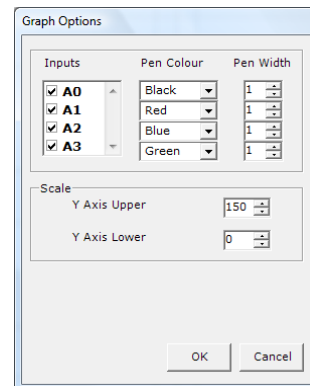 Graph Options
Inputs Pen Colour Pen Width
A0 Black 1
A1 Red 1
A2 Blue 1
A3 Green 1
Scale
Y Axis Upper 150
Y Axis Lower 0
OK Cancel